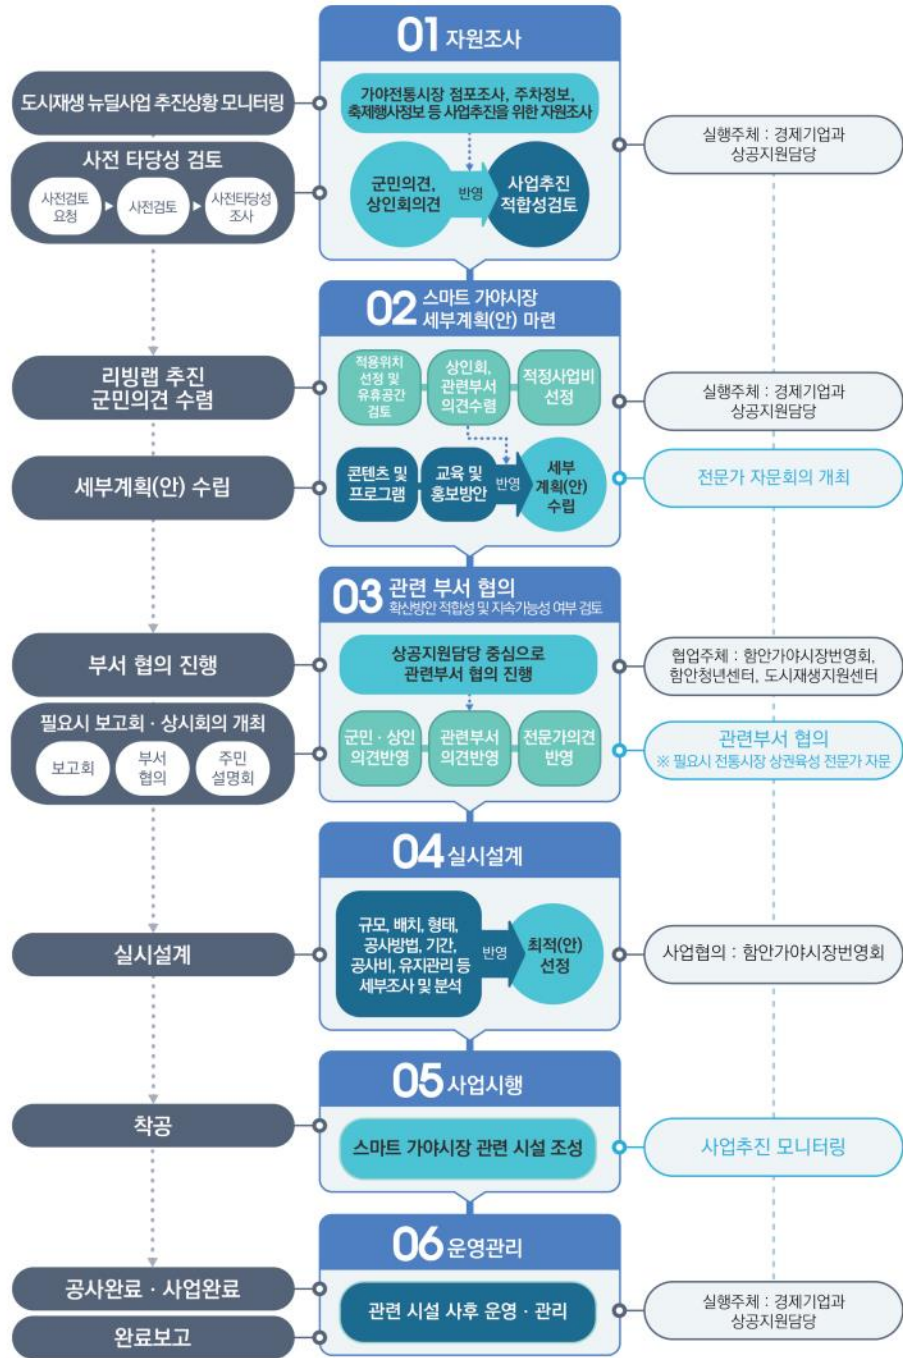 01 자원조사
도시재생 뉴딜사업 추진상황 모니터링
사전 타당성 검토
사전검토
요청
사전검토
사전타당성
조사
가야전통시장 점포조사, 주차정보,
축제행사정보 등 사업추진을 위한 자원조사
군민의견,
상인회의견
반영
사업추진
적합성검토
실행주체 : 경제기업과
상공지원담당
02 스마트 가야시장
세부계획(안) 마련
리빙랩 추진
군민의견 수렴
세부계획(안) 수립
적용위치
선정 및
유휴공간
검토
상인회,
관련부서
의견수렴
적정사업비
선정
콘텐츠 및
프로그램
교육 및
홍보방안
반영
세부
계획(안)
수립
실행주체 : 경제기업과
상공지원담당
전문가 자문회의 개최
03 관련 부서 협의
확산방안 적합성 및 지속가능성 여부 검토
부서 협의 진행
필요시 보고회 · 상시회의 개최
보고회
부서
협의
주민
설명회
상공지원담당 중심으로
관련부서 협의 진행
군민 · 상인
의견반영
관련부서
의견반영
전문가의견
반영
협업주체 : 함안가야시장번영회,
함안청년센터, 도시재생지원센터
관련부서 협의
※ 필요시 전통시장 상권육성 전문가 자문
04 실시설계
실시설계
규모, 배치, 형태,
공사방법, 기간,
공사비, 유지관리 등
세부조사 및 분석
반영
최적(안)
선정
사업협의 : 함안가야시장번영회
05 사업시행
착공
스마트 가야시장 관련 시설 조성
사업추진 모니터링
06 운영관리
공사완료 · 사업완료
완료보고
관련 시설 사후 운영 · 관리
실행주체 : 경제기업과
상공지원담당